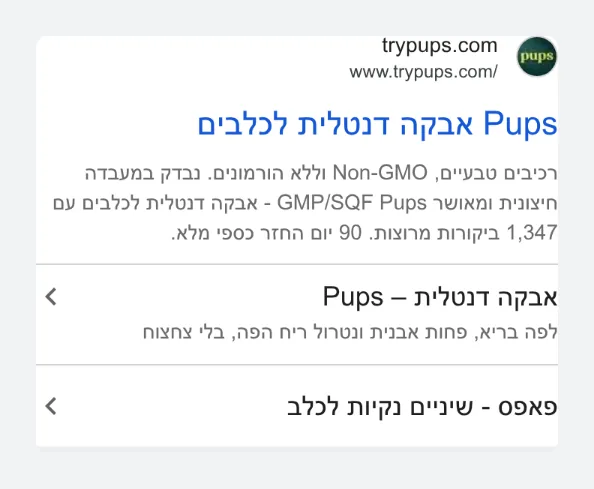 trypups.com
pups
www.trypups.com/
Pups אבקה דנטלית לכלבים
רכיבים טבעיים, Non-GMO וללא הורמונים. נבדק במעבדה
חיצונית ומאושר GMP/SQF Pups - אבקה דנטלית לכלבים עם
1,347 ביקורות מרוצות. 90 יום החזר כספי מלא.
אבקה דנטלית – Pups
לפה בריא, פחות אבנית ונטרול ריח הפה, בלי צחצוח
פאפס - שיניים נקיות לכלב